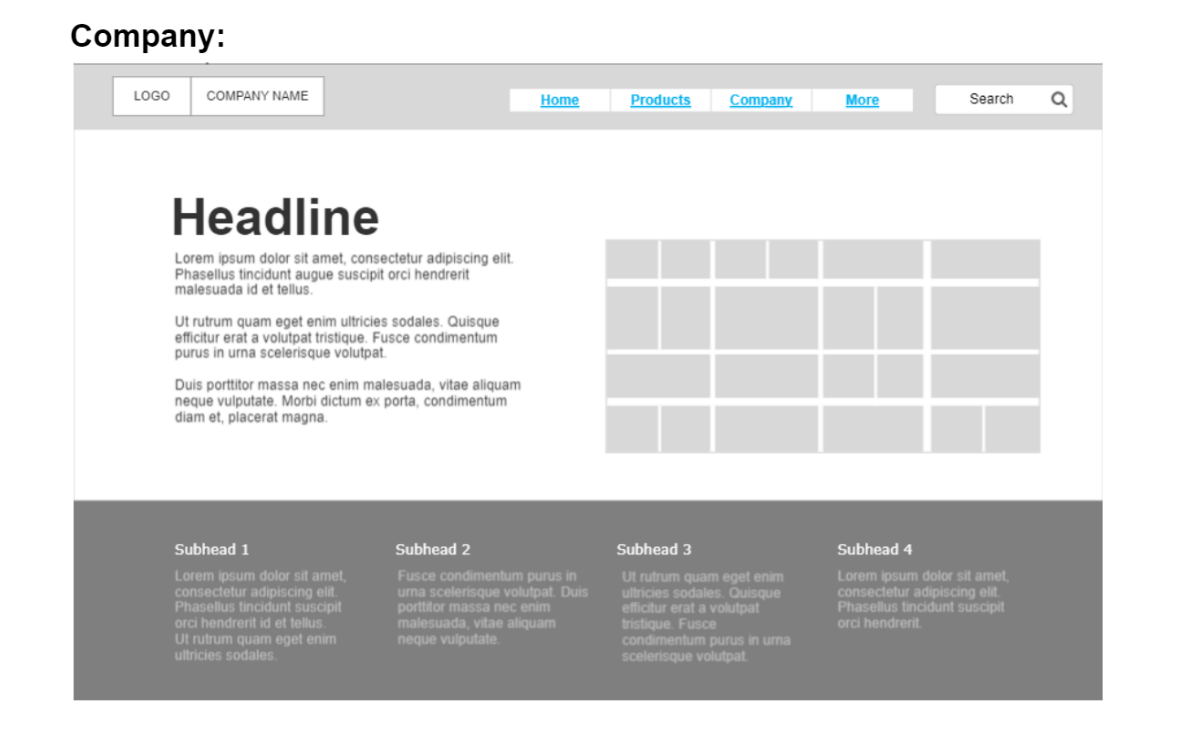 Company:
LOGO COMPANY NAME Home Products Company More Search
Headline
Lorem ipsum dolor sit amet, consectetur adipiscing elit.
Phasellus tincidunt augue suscipit orci hendrerit
malesuada id et tellus.
Ut rutrum quam eget enim ultricies sodales. Quisque
efficitur erat a volutpat tristique. Fusce condimentum
purus in urna scelerisque volutpat.
Duis porttitor massa nec enim malesuada, vitae aliquam
neque vulputate. Morbi dictum ex porta, condimentum
diam et, placerat magna.
Subhead 1
Lorem ipsum dolor sit amet,
consectetur adipiscing elit.
Phasellus tincidunt suscipit
orci hendrerit id et tellus.
Ut rutrum quam eget enim
ultricies sodales.
Subhead 2
Fusce condimentum purus in
urna scelerisque volutpat. Duis
porttitor massa nec enim
malesuada, vitae aliquam
neque vulputate.
Subhead 3
Ut rutrum quam eget enim
ultricies sodales. Quisque
efficitur erat a volutpat
tristique. Fusce
condimentum purus in urna
scelerisque volutpat.
Subhead 4
Lorem ipsum dolor sit amet,
consectetur adipiscing elit.
Phasellus tincidunt suscipit
orci hendrerit.